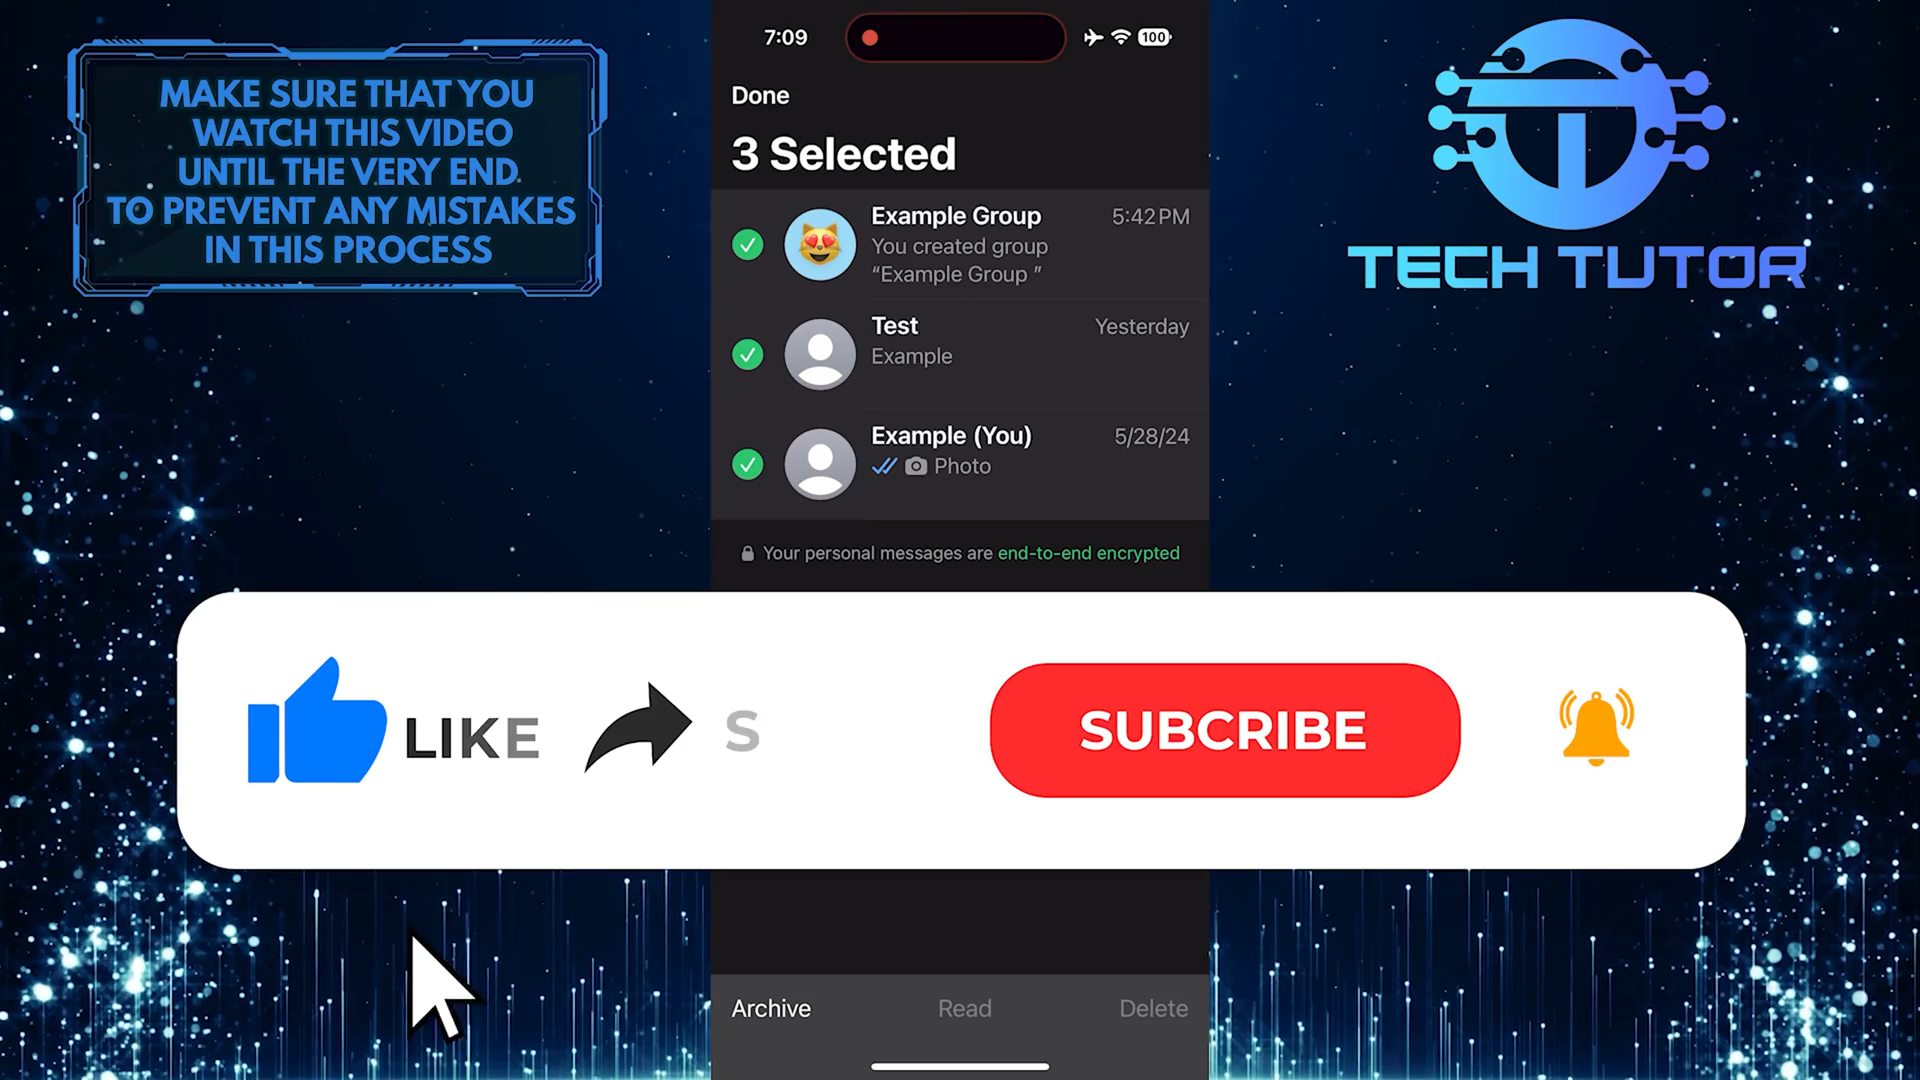 MAKE SURE THAT YOU
WATCH THIS VIDEO
UNTIL THE VERY END
TO PREVENT ANY MISTAKES
IN THIS PROCESS
7:09
100
Done
3 Selected
Example Group
5:42 PM
You created group
“Example Group ”
Test
Yesterday
Example
Example (You)
5/28/24
Photo
Your personal messages are end-to-end encrypted
TECH TUTOR
LIKE
S
SUBCRIBE
Archive
Read
Delete